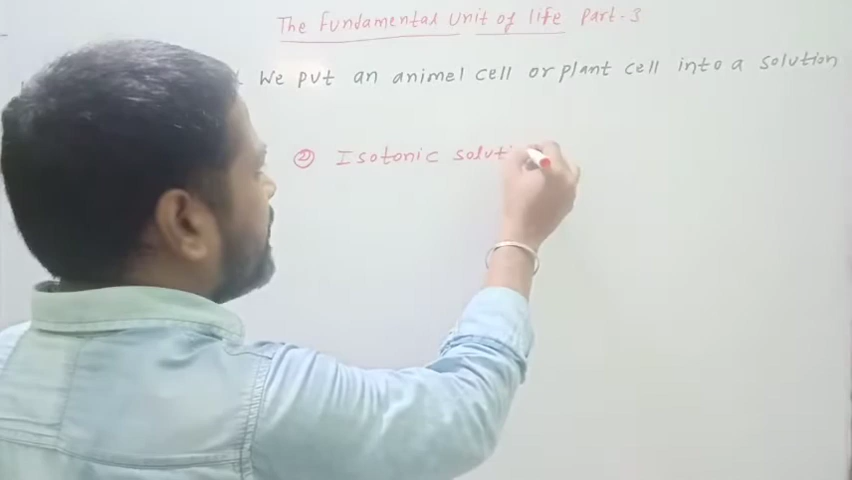 The Fundamental Unit of life Part-3
We put an animel cell or plant cell into a solution
② Isotonic soluti